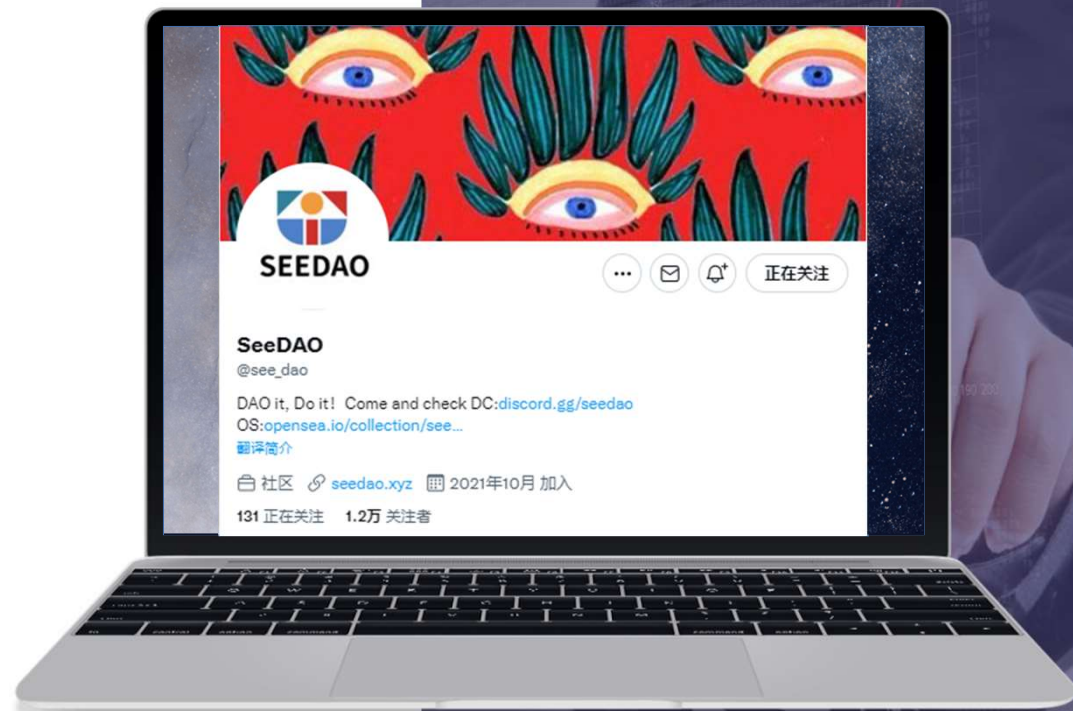 SEEDAO
正在关注
SeeDAO
@see_dao
DAO it, Do it! Come and check DC:discord.gg/seedao
OS:opensea.io/collection/see...
翻译简介
社区 seedao.xyz 2021年10月 加入
131 正在关注 1.2万 关注者